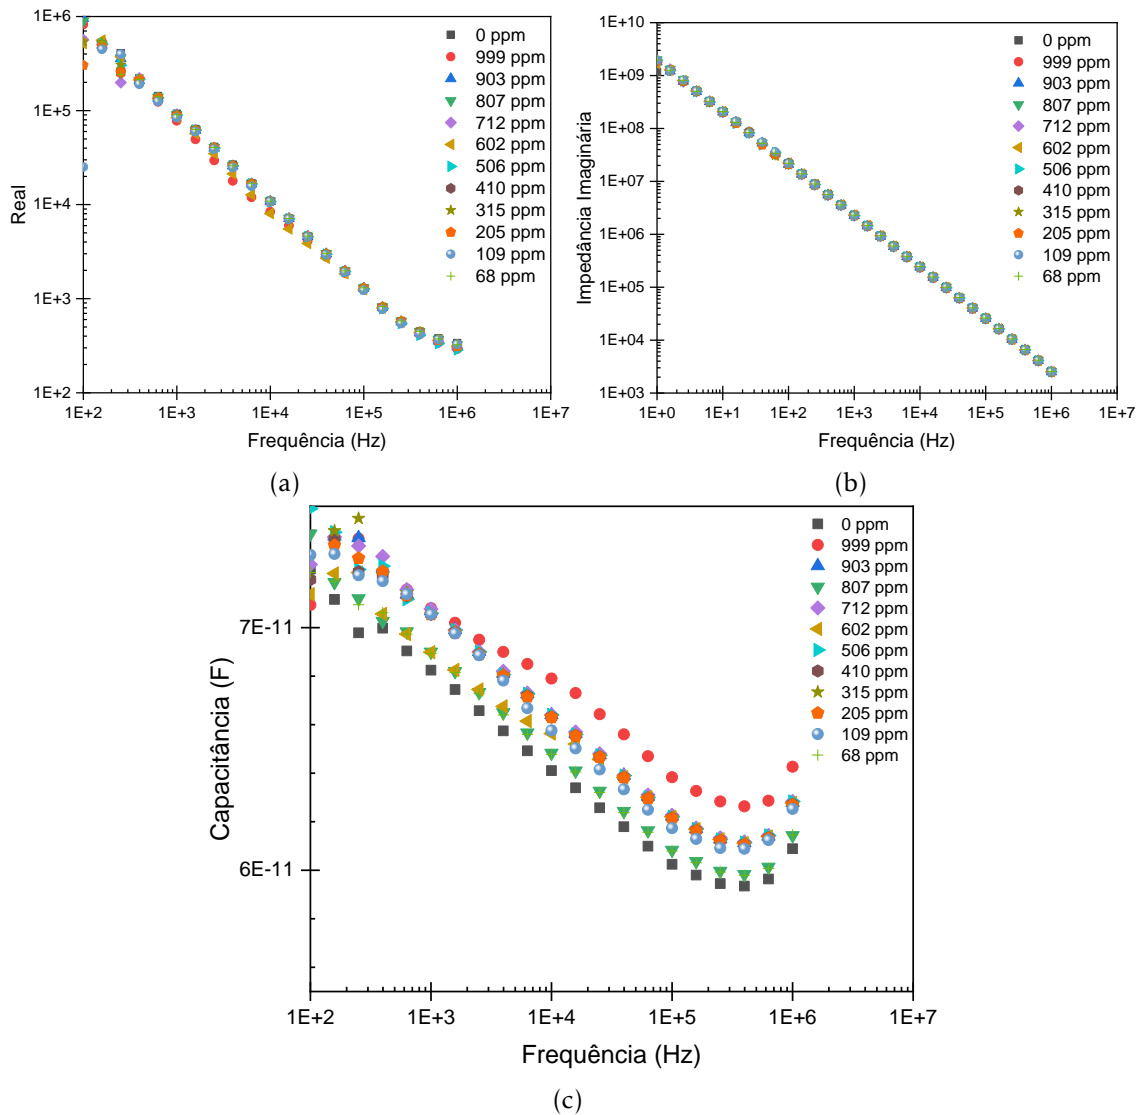 Real
1E+6
1E+5
1E+4
1E+3
1E+2
1E+2 1E+3 1E+4 1E+5 1E+6 1E+7
Frequência (Hz)
0 ppm
999 ppm
903 ppm
807 ppm
712 ppm
602 ppm
506 ppm
410 ppm
315 ppm
205 ppm
109 ppm
68 ppm
(a)
Impedância Imaginária
1E+10
1E+09
1E+08
1E+07
1E+06
1E+05
1E+04
1E+03
1E+0 1E+1 1E+2 1E+3 1E+4 1E+5 1E+6 1E+7
Frequência (Hz)
0 ppm
999 ppm
903 ppm
807 ppm
712 ppm
602 ppm
506 ppm
410 ppm
315 ppm
205 ppm
109 ppm
68 ppm
(b)
Capacitância (F)
7E-11
6E-11
1E+2 1E+3 1E+4 1E+5 1E+6 1E+7
Frequência (Hz)
0 ppm
999 ppm
903 ppm
807 ppm
712 ppm
602 ppm
506 ppm
410 ppm
315 ppm
205 ppm
109 ppm
68 ppm
(c)